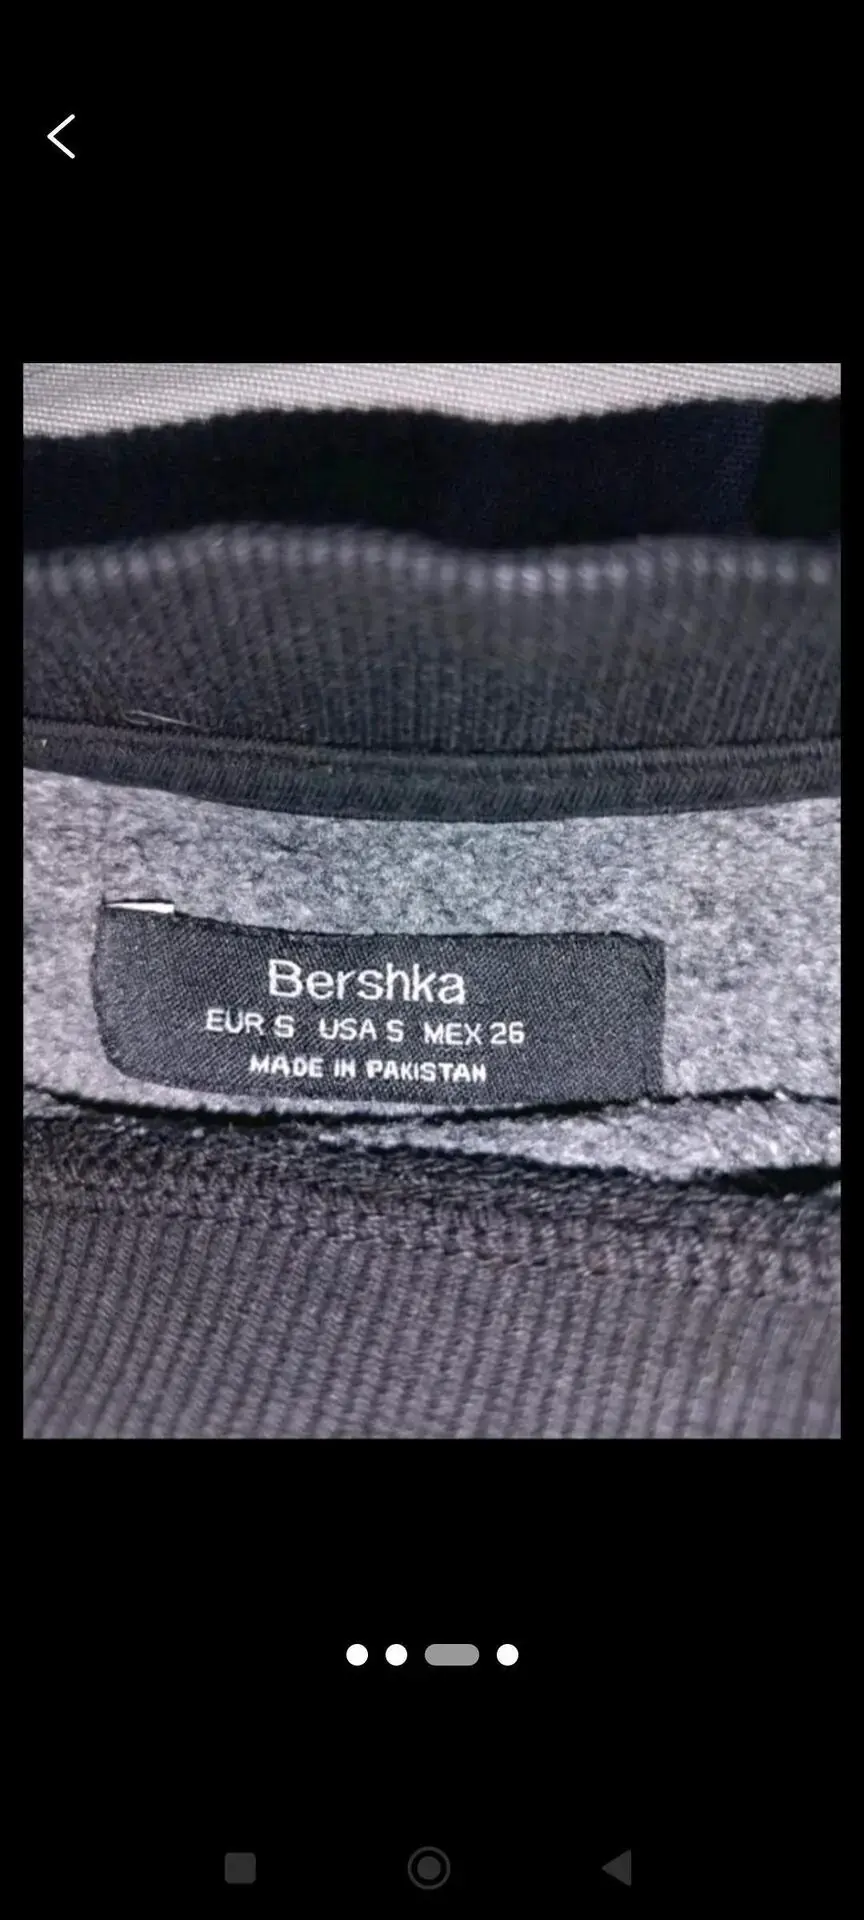 Bershka
EUR S USA S MEX 26
MADE IN PAKISTAN